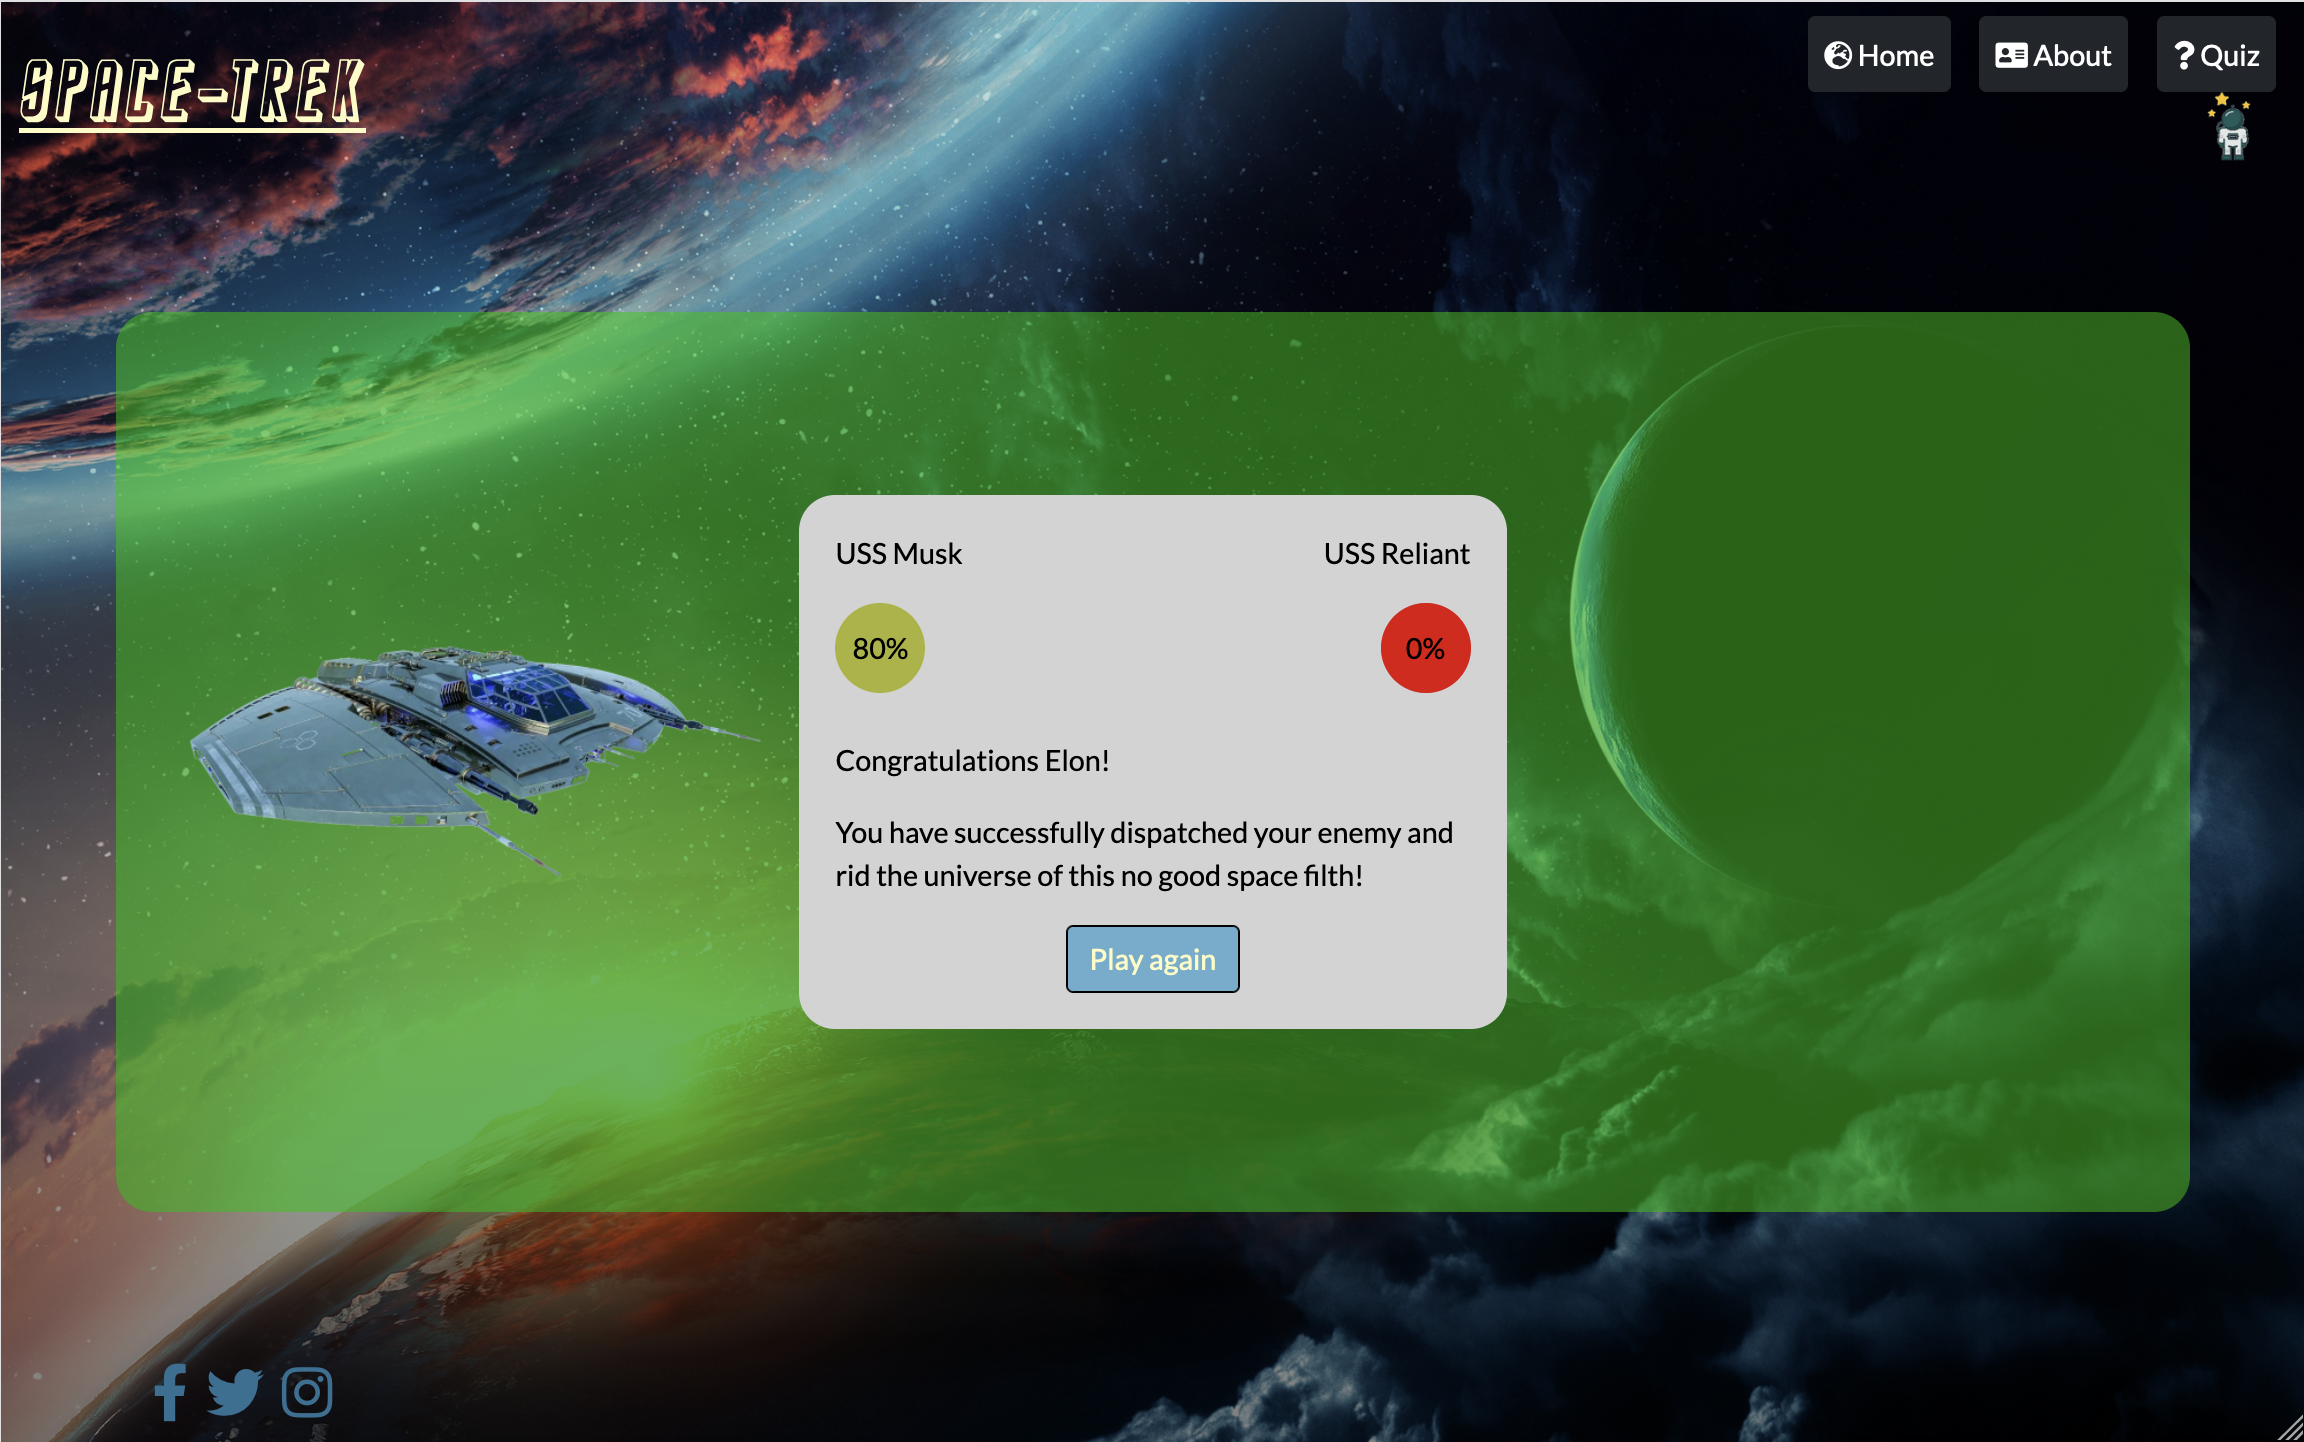 SPACE-TREK
Home
About
? Quiz
USS Musk
USS Reliant
80%
0%
Congratulations Elon!
You have successfully dispatched your enemy and
rid the universe of this no good space filth!
Play again